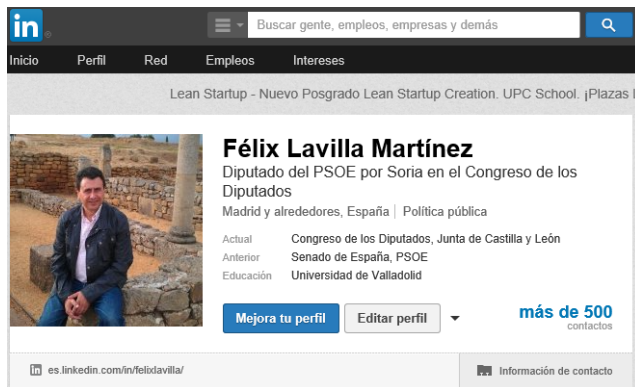 in
Buscar gente, empleos, empresas y demás
Inicio Perfil Red Empleos Intereses
Lean Startup - Nuevo Posgrado Lean Startup Creation. UPC School. ¡Plazas
Félix Lavilla Martínez
Diputado del PSOE por Soria en el Congreso de los
Diputados
Madrid y alrededores, España Política pública
Actual Congreso de los Diputados, Junta de Castilla y León
Anterior Senado de España, PSOE
Educación Universidad de Valladolid
Mejora tu perfil Editar perfil más de 500
contactos
in es.linkedin.com/in/felixlavilla/ Información de contacto